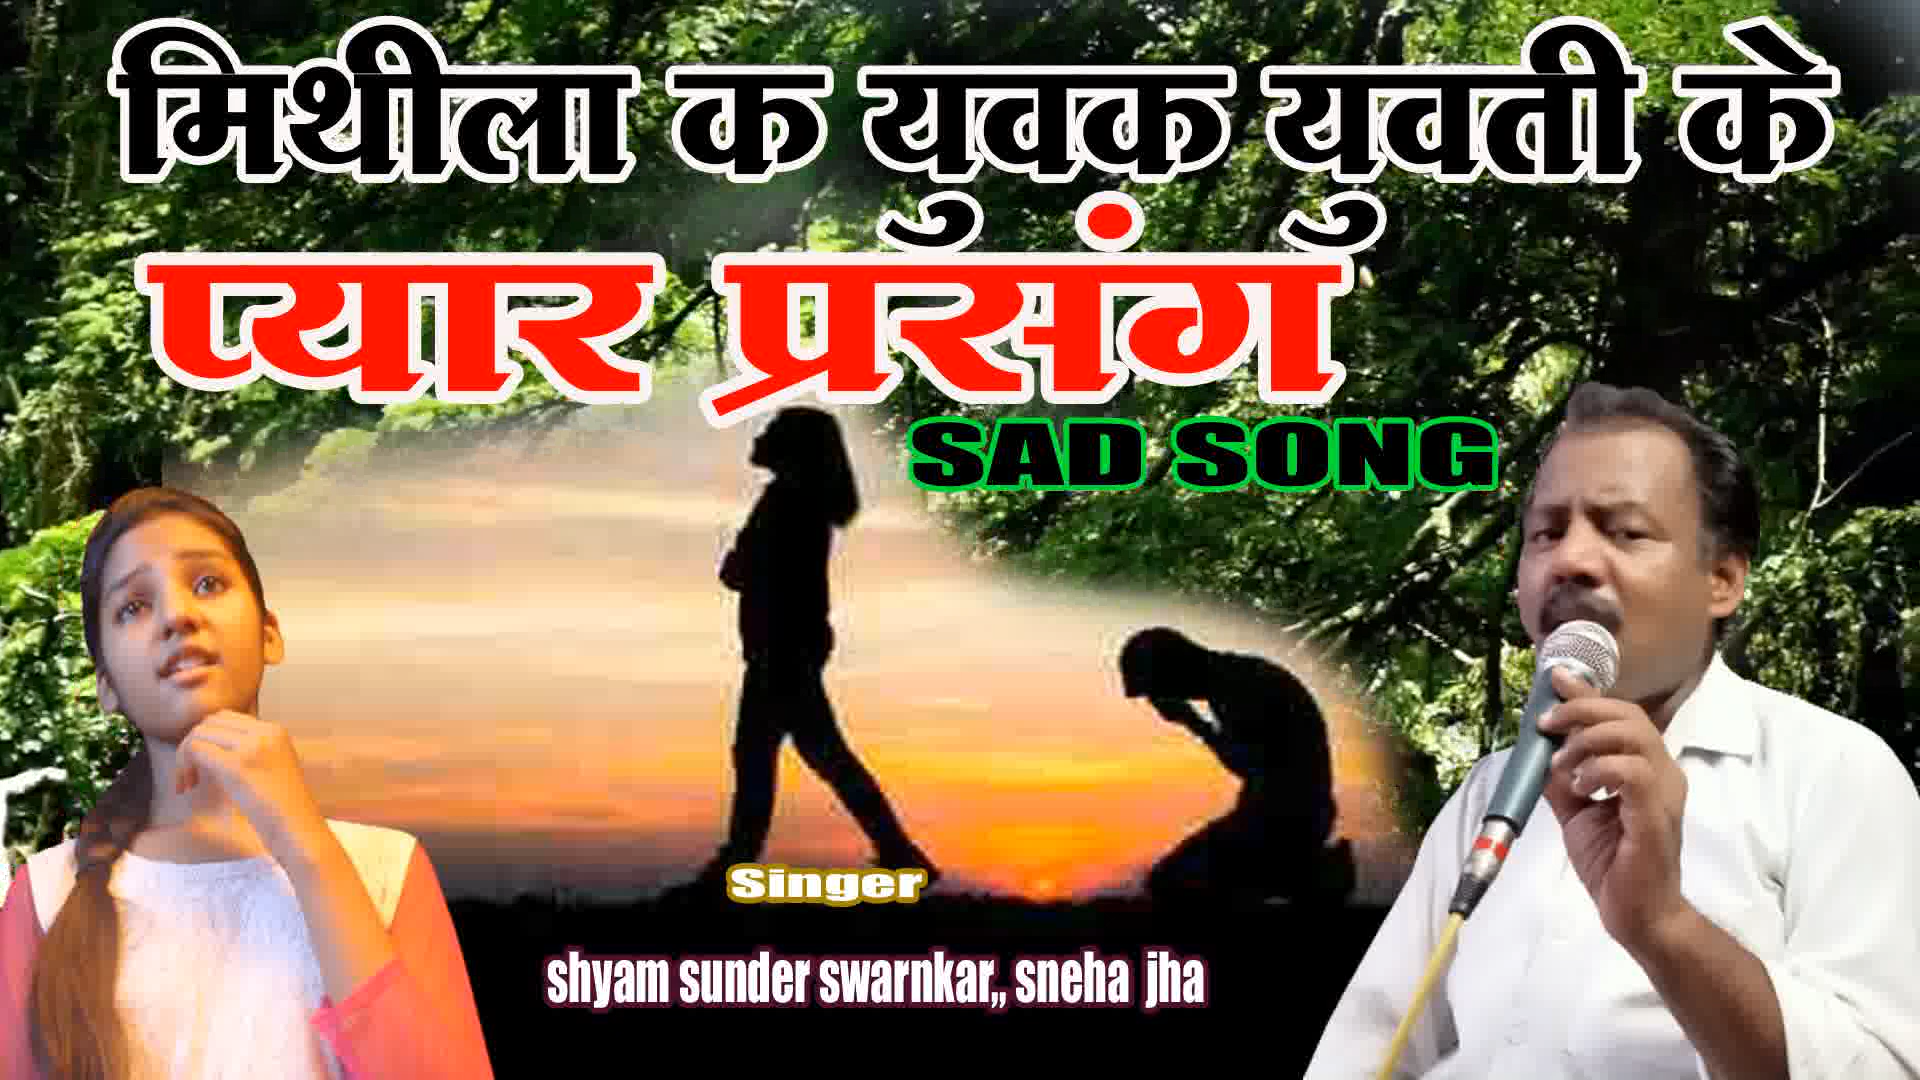 मिथीला क युवक युवती के
प्यार प्रसंग
SAD SONG
Singer
shyam sunder swarnkar,, sneha jha